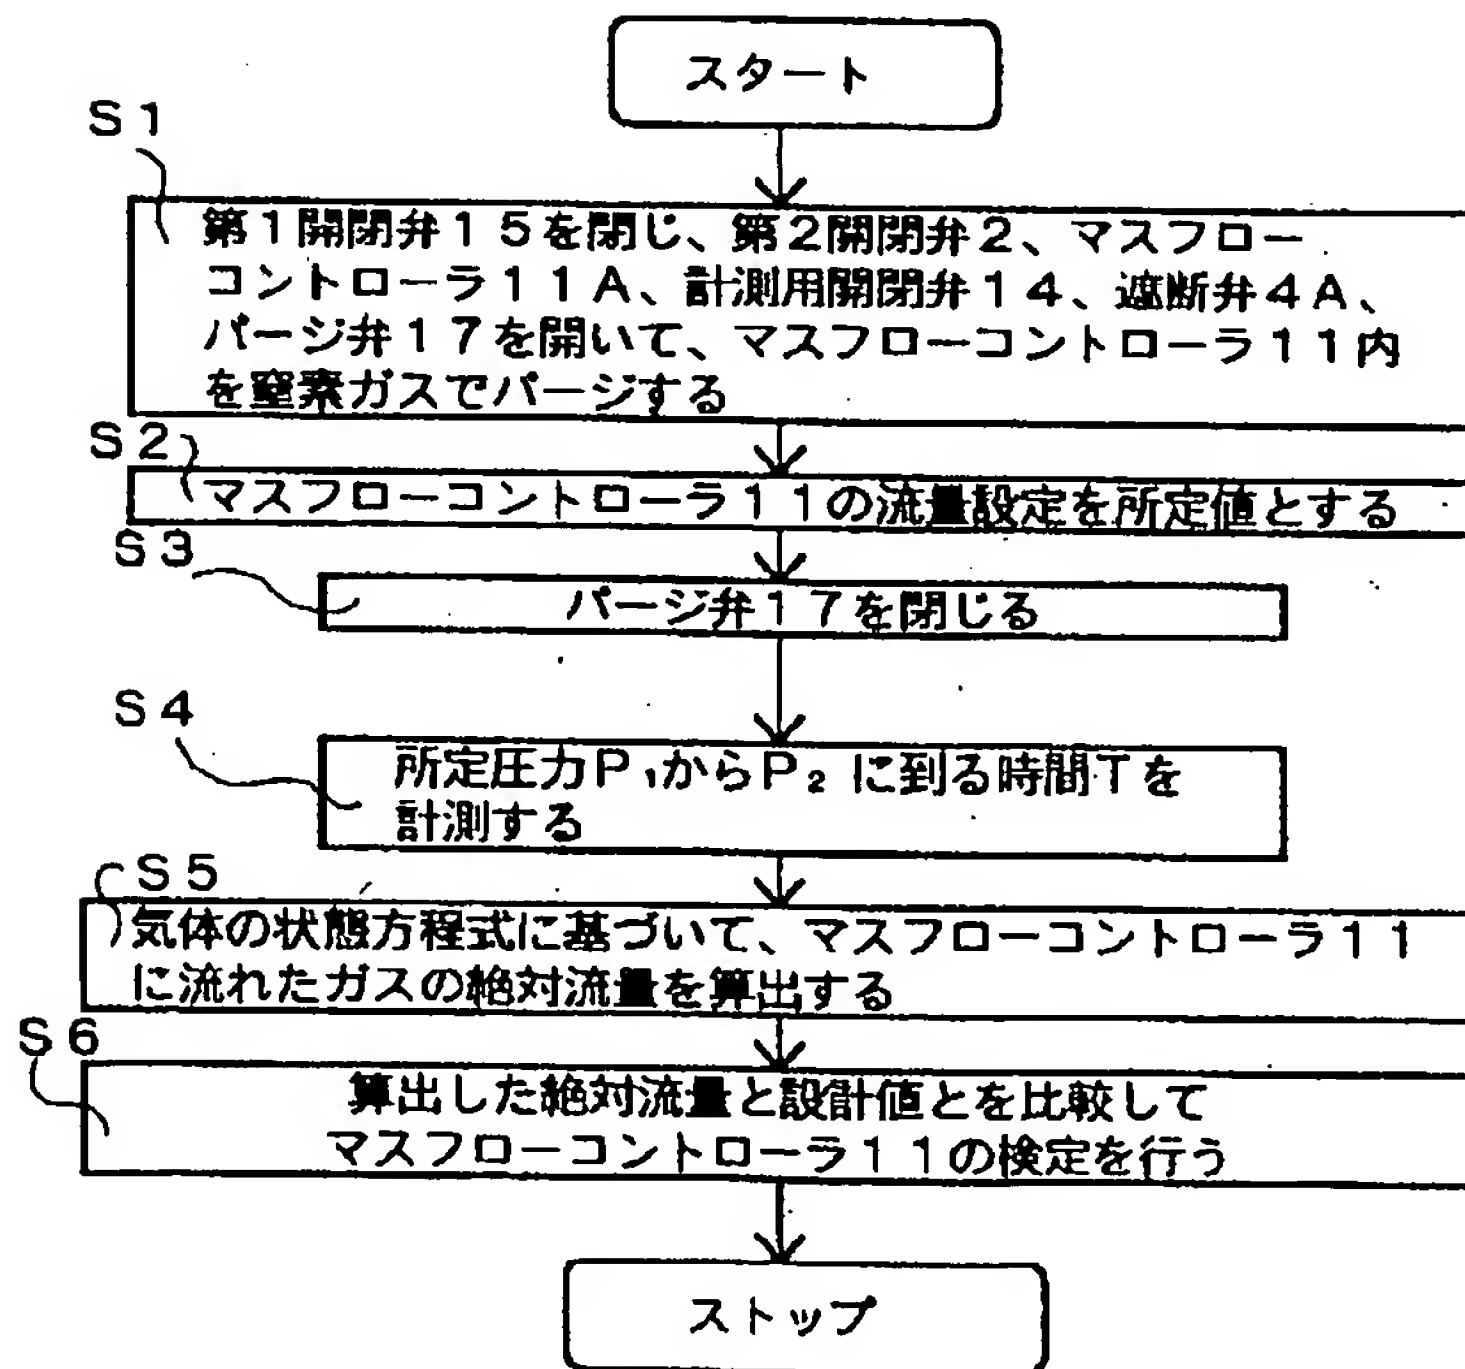 スタート
S1
第1開閉弁15を閉じ、第2開閉弁2、マスフロー
コントローラ11A、計測用開閉弁14、遮断弁4A、
パージ弁17を開いて、マスフローコントローラ11内
を窒素ガスでパージする
S2
マスフローコントローラ11の流量設定を所定値とする
S3
パージ弁17を閉じる
S4
所定圧力P₁からP₂に到る時間Tを
計測する
S5
気体の状態方程式に基づいて、マスフローコントローラ11
に流れたガスの絶対流量を算出する
S6
算出した絶対流量と設計値とを比較して
マスフローコントローラ11の検定を行う
ストップ